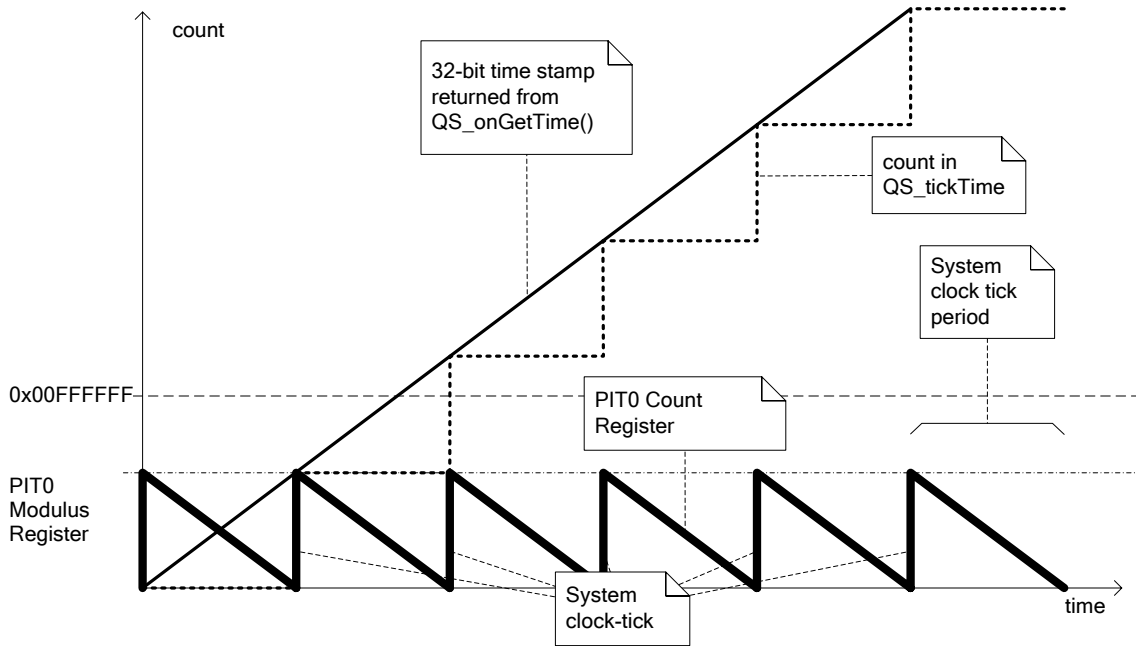 count
32-bit time stamp
returned from
QS_onGetTime()
count in
QS_tickTime
System
clock tick
period
0x00FFFFFF
PIT0 Count
Register
PIT0
Modulus
Register
System
clock-tick
time